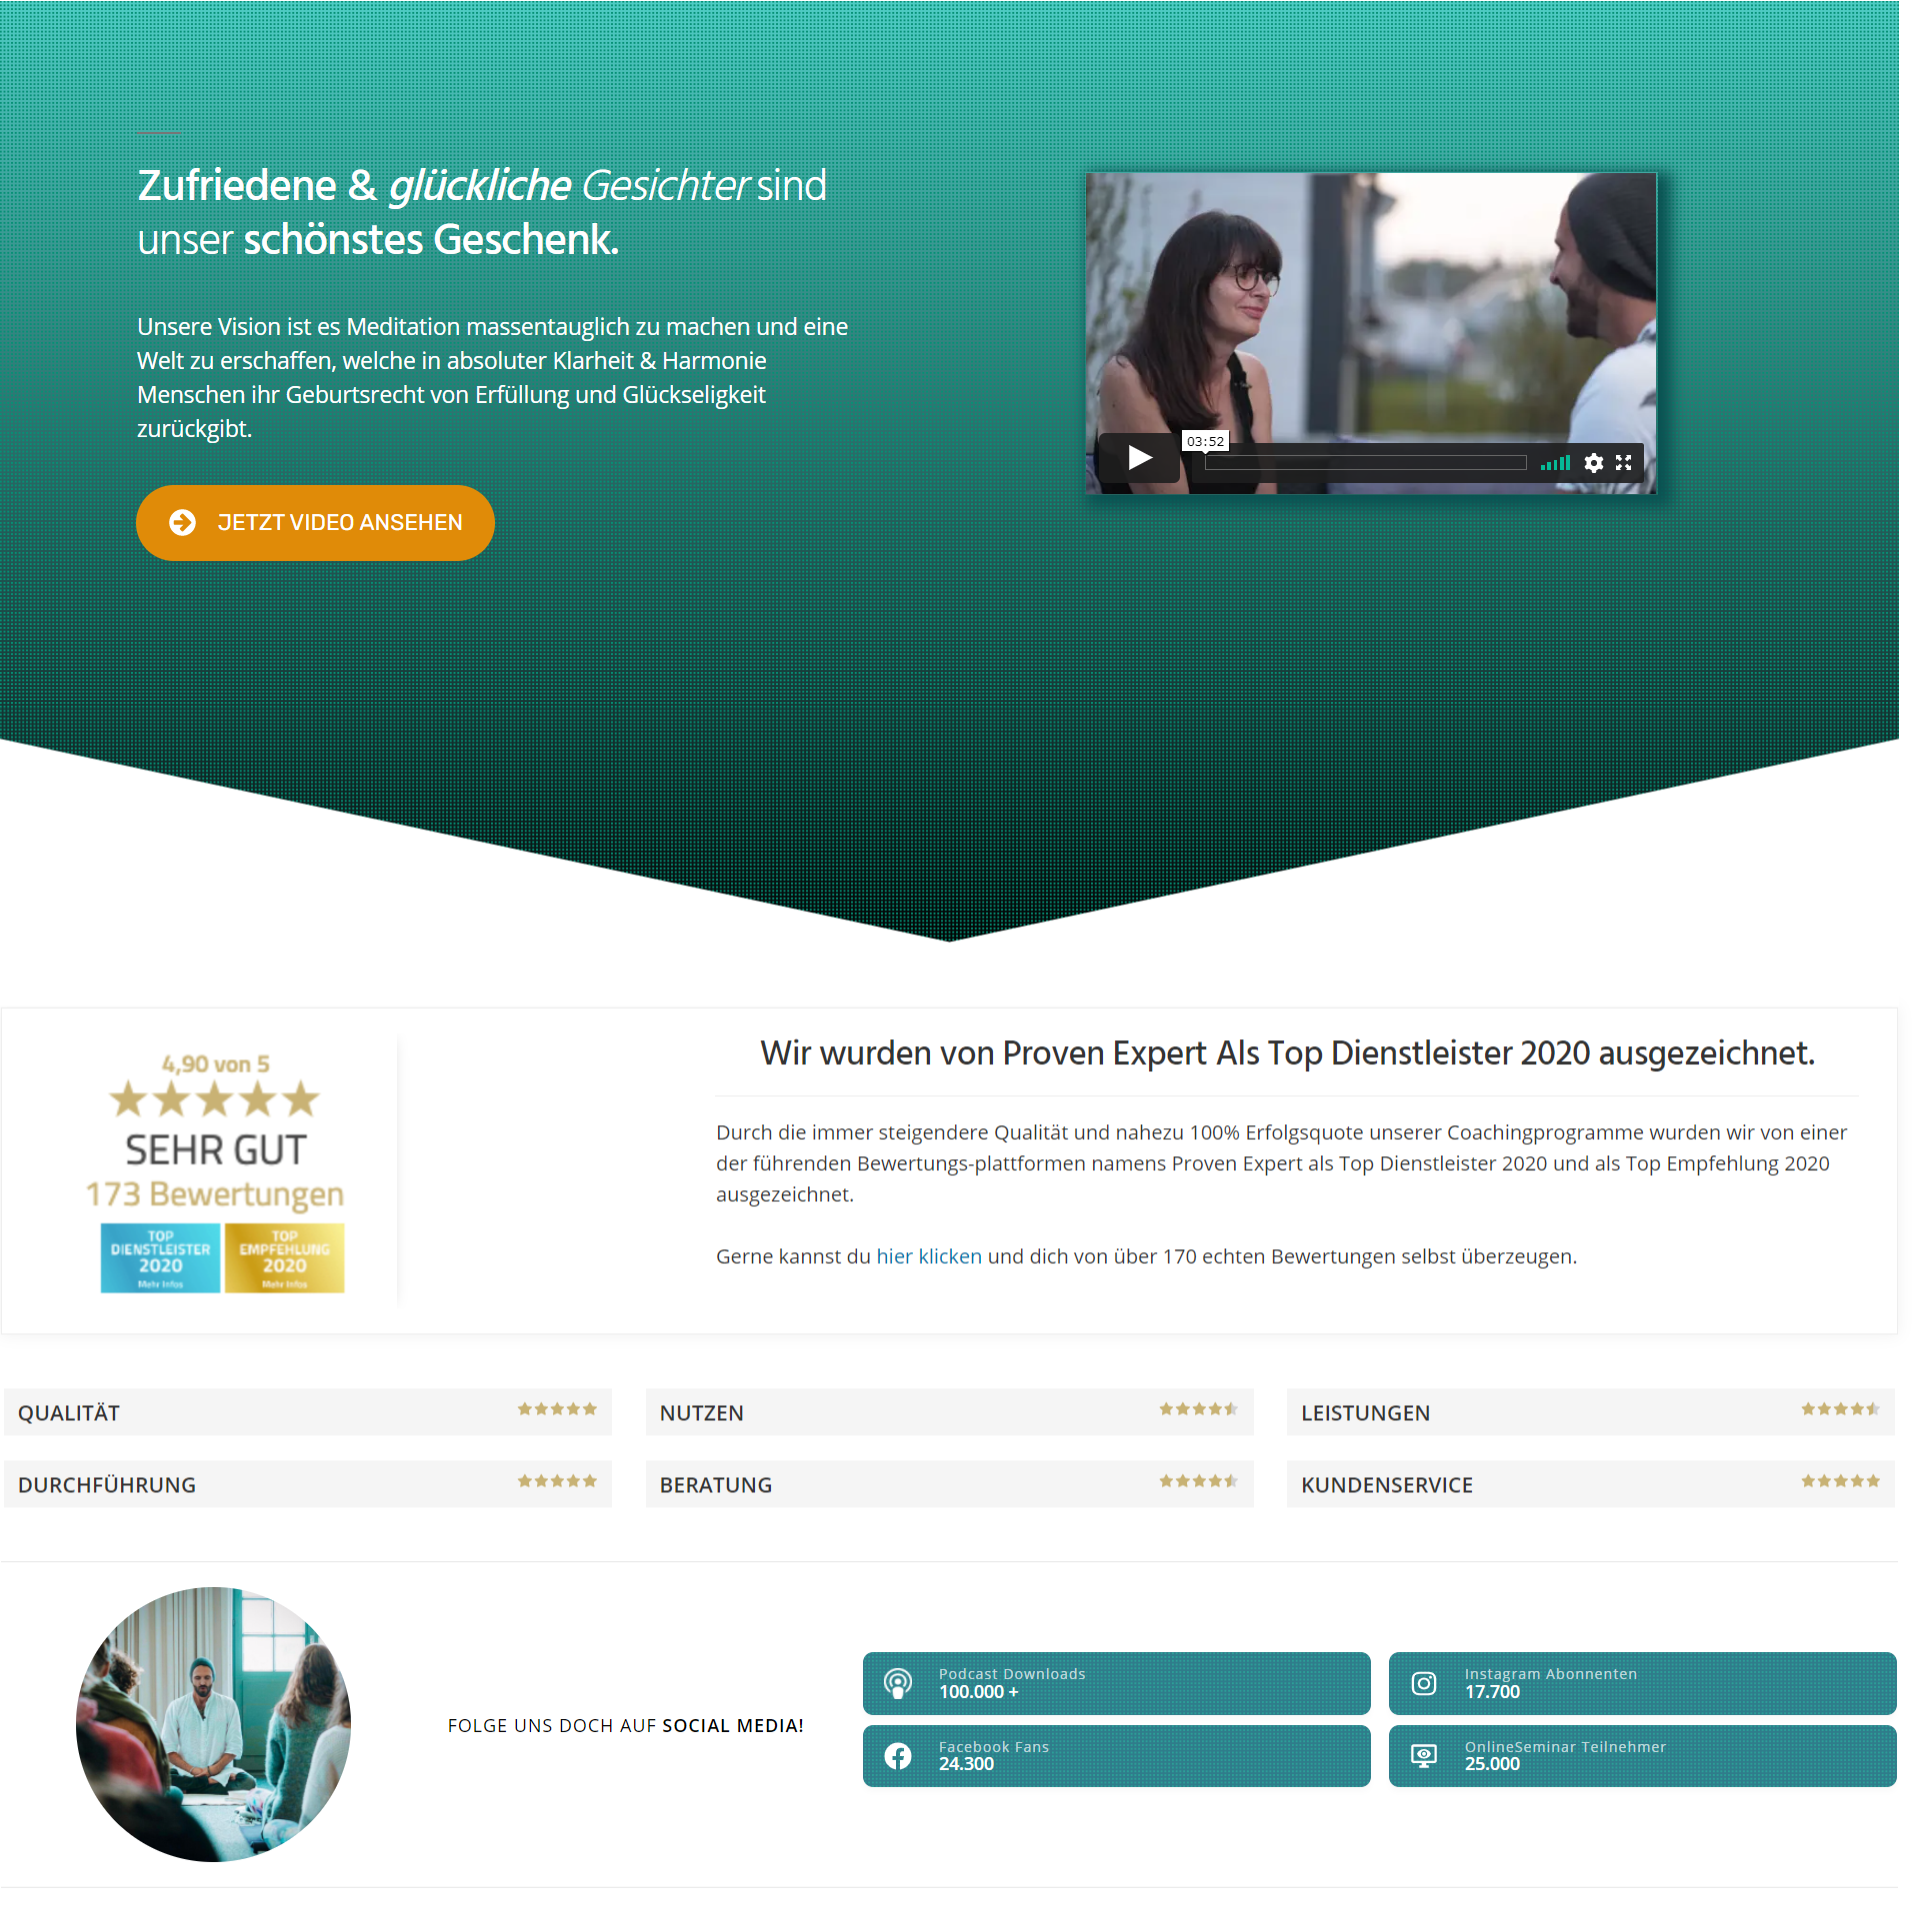 Zufriedene & glückliche Gesichter sind
unser schönstes Geschenk.
Unsere Vision ist es Meditation massentauglich zu machen und eine
Welt zu erschaffen, welche in absoluter Klarheit & Harmonie
Menschen ihr Geburtsrecht von Erfüllung und Glückseligkeit
zurückgibt.
JETZT VIDEO ANSEHEN
03:52
4,90 von 5
SEHR GUT
173 Bewertungen
TOP
DIENSTLEISTER
2020
Mehr Infos
TOP
EMPFEHLUNG
2020
Mehr Infos
Wir wurden von Proven Expert Als Top Dienstleister 2020 ausgezeichnet.
Durch die immer steigendere Qualität und nahezu 100% Erfolgsquote unserer Coachingprogramme wurden wir von einer
der führenden Bewertungs-plattformen namens Proven Expert als Top Dienstleister 2020 und als Top Empfehlung 2020
ausgezeichnet.
Gerne kannst du hier klicken und dich von über 170 echten Bewertungen selbst überzeugen.
QUALITÄT
NUTZEN
LEISTUNGEN
DURCHFÜHRUNG
BERATUNG
KUNDENSERVICE
FOLGE UNS DOCH AUF SOCIAL MEDIA!
Podcast Downloads
100.000 +
Instagram Abonnenten
17.700
Facebook Fans
24.300
OnlineSeminar Teilnehmer
25.000